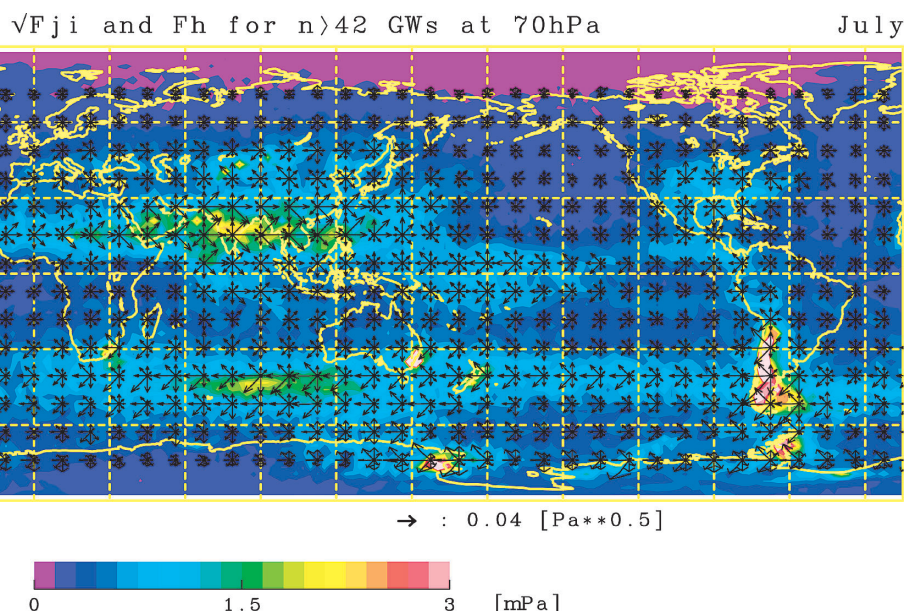 √Fji and Fh for n⟩42 GWs at 70hPa July
→ : 0.04 [Pa**0.5]
0 1.5 3 [mPa]